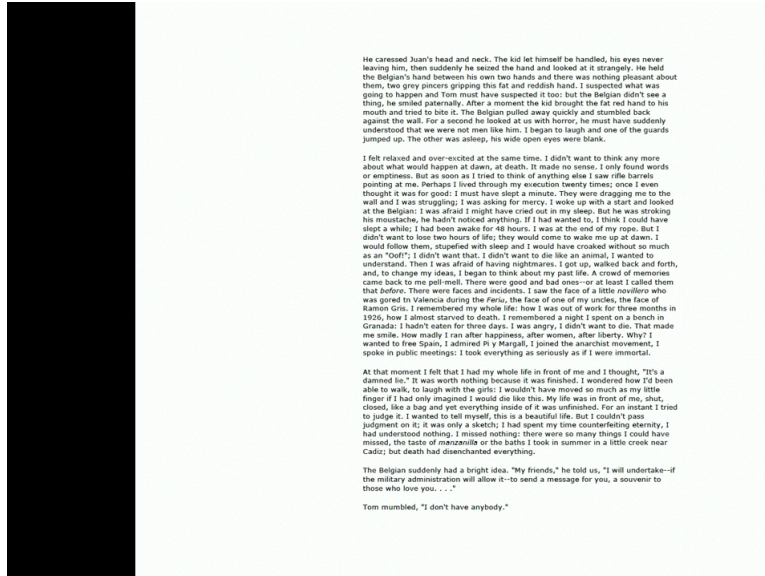 He caressed Juan's head and neck. The kid let himself be handled, his eyes never
leaving him, then suddenly he seized the hand and looked at it strangely. He held
the Belgian's hand between his own two hands and there was nothing pleasant about
them, two grey pincers gripping this fat and reddish hand. I suspected what was
going to happen and Tom must have suspected it too: but the Belgian didn't see a
thing, he smiled paternally. After a moment the kid brought the fat red hand to his
mouth and tried to bite it. The Belgian pulled away quickly and stumbled back
against the wall. For a second he looked at us with horror, he must have suddenly
understood that we were not men like him. I began to laugh and one of the guards
jumped up. The other was asleep, his wide open eyes were blank.
I felt relaxed and over-excited at the same time. I didn't want to think any more
about what would happen at dawn, at death. It made no sense. I only found words
or emptiness. But as soon as I tried to think of anything else I saw rifle barrels
pointing at me. Perhaps I lived through my execution twenty times; once I even
thought it was for good: I must have slept a minute. They were dragging me to the
wall and I was struggling; I was asking for mercy. I woke up with a start and looked
at the Belgian: I was afraid I might have cried out in my sleep. But he was stroking
his moustache, he hadn't noticed anything. If I had wanted to, I think I could have
slept a while; I had been awake for 48 hours. I was at the end of my rope. But I
didn't want to lose two hours of life; they would come to wake me up at dawn. I
would follow them, stupefied with sleep and I would have croaked without so much
as an "Oof!"; I didn't want that. I didn't want to die like an animal, I wanted to
understand. Then I was afraid of having nightmares. I got up, walked back and forth,
and, to change my ideas, I began to think about my past life. A crowd of memories
came back to me pell-mell. There were good and bad ones--or at least I called them
that before. There were faces and incidents. I saw the face of a little novillero who
was gored tn Valencia during the Feria, the face of one of my uncles, the face of
Ramon Gris. I remembered my whole life: how I was out of work for three months in
1926, how I almost starved to death. I remembered a night I spent on a bench in
Granada: I hadn't eaten for three days. I was angry, I didn't want to die. That made
me smile. How madly I ran after happiness, after women, after liberty. Why? I
wanted to free Spain, I admired Pi y Margall, I joined the anarchist movement, I
spoke in public meetings: I took everything as seriously as if I were immortal.
At that moment I felt that I had my whole life in front of me and I thought, "It's a
damned lie." It was worth nothing because it was finished. I wondered how I'd been
able to walk, to laugh with the girls: I wouldn't have moved so much as my little
finger if I had only imagined I would die like this. My life was in front of me, shut,
closed, like a bag and yet everything inside of it was unfinished. For an instant I tried
to judge it. I wanted to tell myself, this is a beautiful life. But I couldn't pass
judgment on it; it was only a sketch; I had spent my time counterfeiting eternity, I
had understood nothing. I missed nothing: there were so many things I could have
missed, the taste of manzanilla or the baths I took in summer in a little creek near
Cadiz; but death had disenchanted everything.
The Belgian suddenly had a bright idea. "My friends," he told us, "I will undertake--if
the military administration will allow it--to send a message for you, a souvenir to
those who love you. . . ."
Tom mumbled, "I don't have anybody."